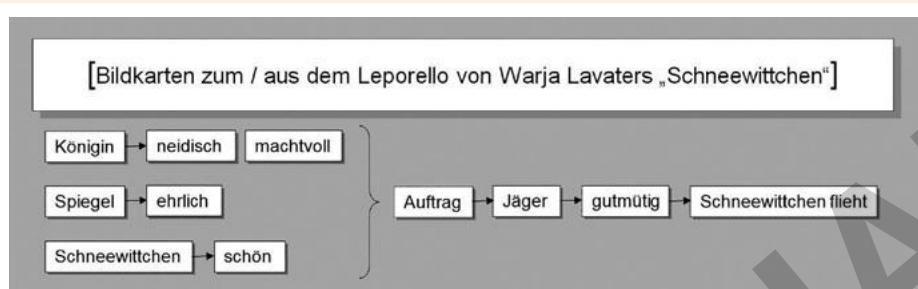 [Bildkarten zum / aus dem Leporello von Warja Lavaters „Schneewittchen“]
Königin neidisch machtvoll
Spiegel ehrlich
Schneewittchen schön
Auftrag Jäger gutmütig Schneewittchen flieht